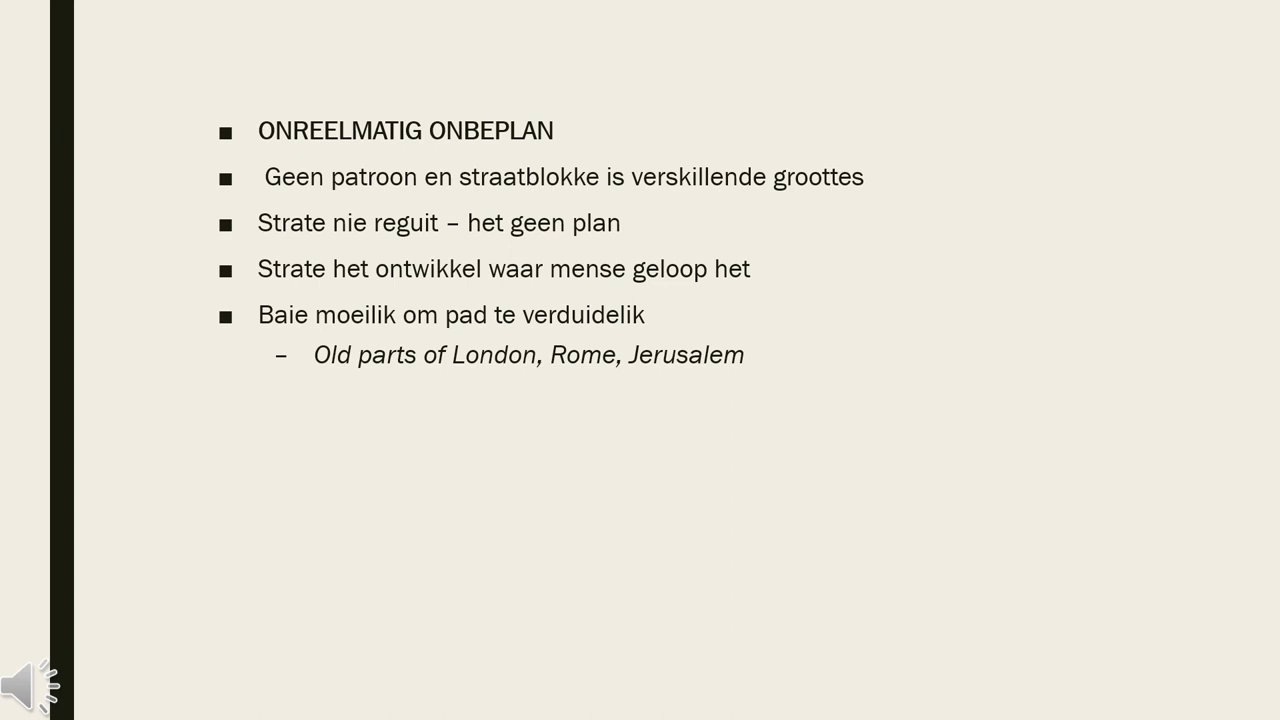 ■ ONREELMATIG ONBEPLAN
■ Geen patroon en straatblokke is verskillende groottes
■ Strate nie reguit – het geen plan
■ Strate het ontwikkel waar mense geloop het
■ Baie moeilik om pad te verduidelik
– Old parts of London, Rome, Jerusalem